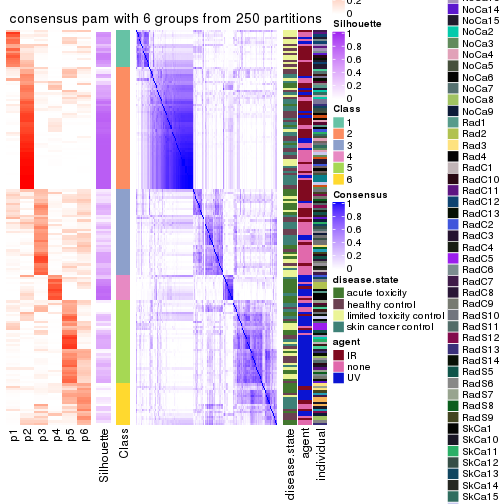 consensus pam with 6 groups from 250 partitions
0.2
0
Silhouette
1
0.8
0.6
0.4
0.2
0
Class
1
2
3
4
5
6
Consensus
1
0.8
0.6
0.4
0.2
0
disease.state
acute toxicity
healthy control
limited toxicity control
skin cancer control
agent
IR
none
UV
NoCa14
NoCa15
NoCa2
NoCa3
NoCa4
NoCa5
NoCa6
NoCa7
NoCa8
NoCa9
Rad1
Rad2
Rad3
Rad4
RadC1
RadC10
RadC11
RadC12
RadC13
RadC2
RadC3
RadC4
RadC5
RadC6
RadC7
RadC8
RadC9
RadS10
RadS11
RadS12
RadS13
RadS14
RadS5
RadS6
RadS7
RadS8
RadS9
SkCa1
SkCa10
SkCa11
SkCa12
SkCa13
SkCa14
SkCa15
p1
p2
p3
p4
p5
p6
Silhouette
Class
disease.state
agent
individual